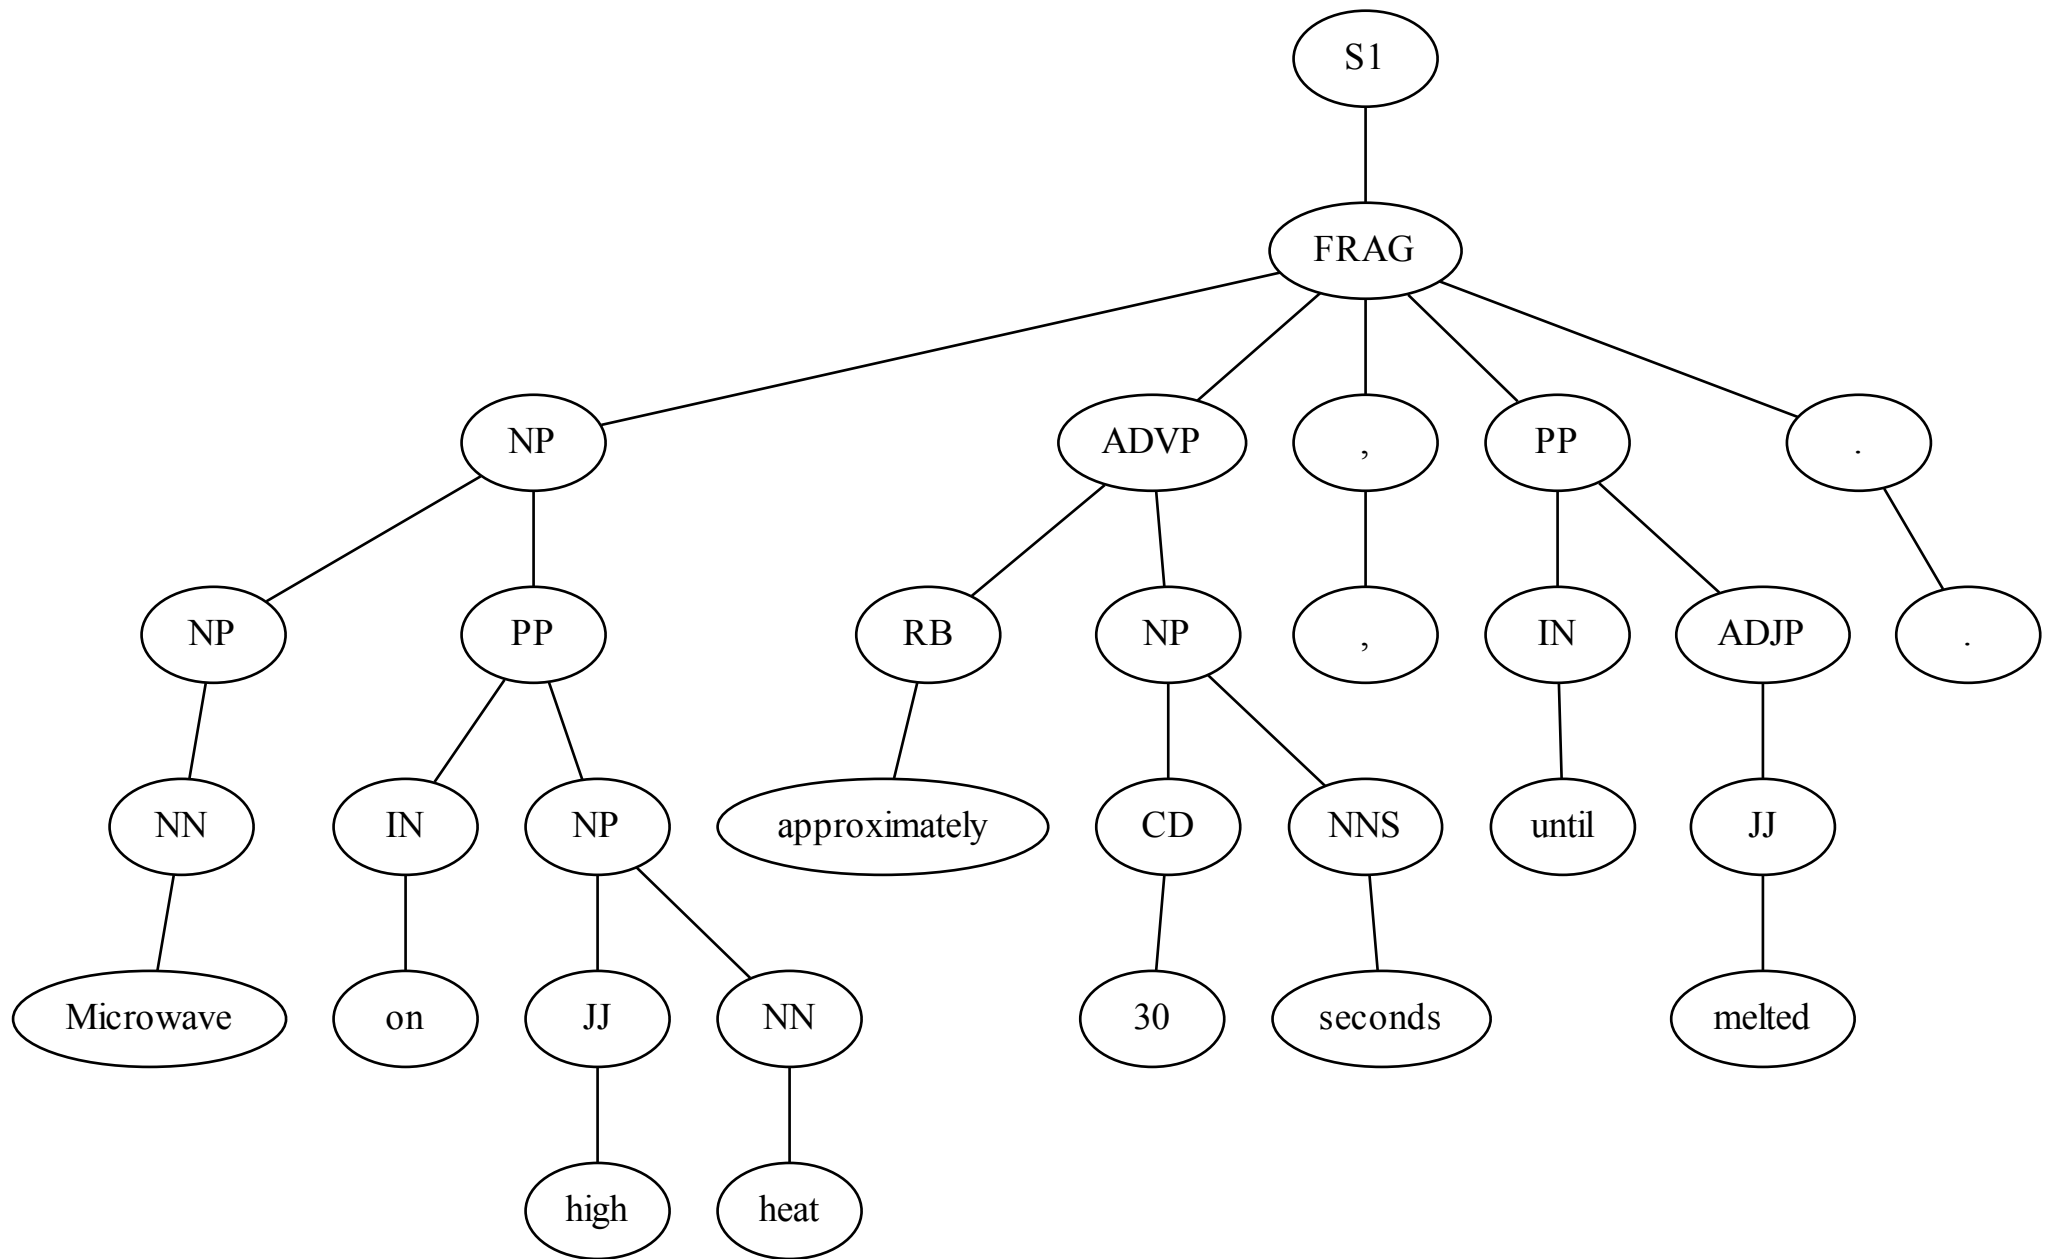 S1
FRAG
NP ADVP , PP .
NP PP RB NP , IN ADJP .
NN IN NP approximately CD NNS until JJ
Microwave on JJ NN 30 seconds melted
high heat